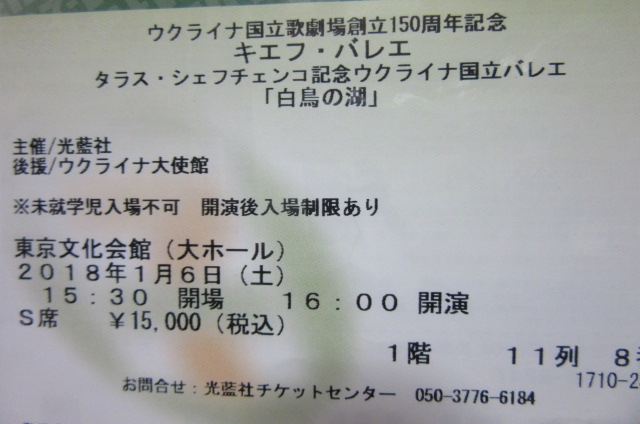 ウクライナ国立歌劇場創立150周年記念
キエフ・バレエ
タラス・シェフチェンコ記念ウクライナ国立バレエ
「白鳥の湖」
主催/光藍社
後援/ウクライナ大使館
※未就学児入場不可　開演後入場制限あり
東京文化会館（大ホール）
２０１８年１月６日（土）
１５：３０　開場　　１６：００　開演
Ｓ席　　￥15,000（税込）
１階　　１１列　８
1710-2
お問合せ：光藍社チケットセンター　050-3776-6184